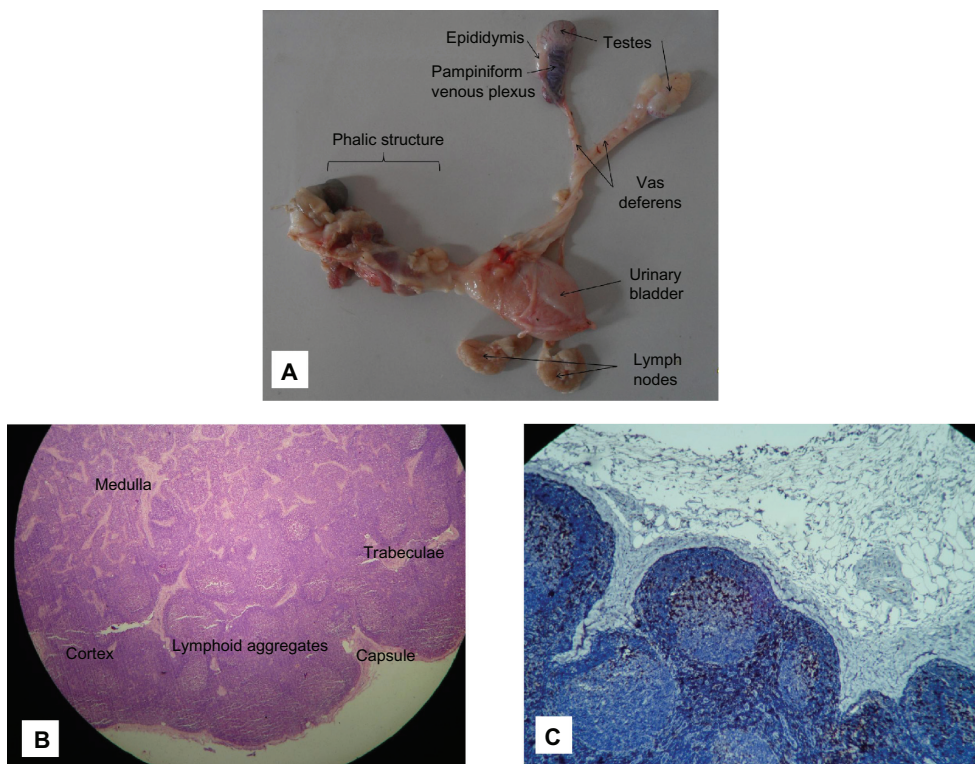 Epididymis
Testes
Pampiniform
venous plexus
Phalic structure
Vas
deferens
Urinary
bladder
Lymph
nodes
A
Medulla
Trabeculae
Lymphoid aggregates
Cortex
Capsule
B
C